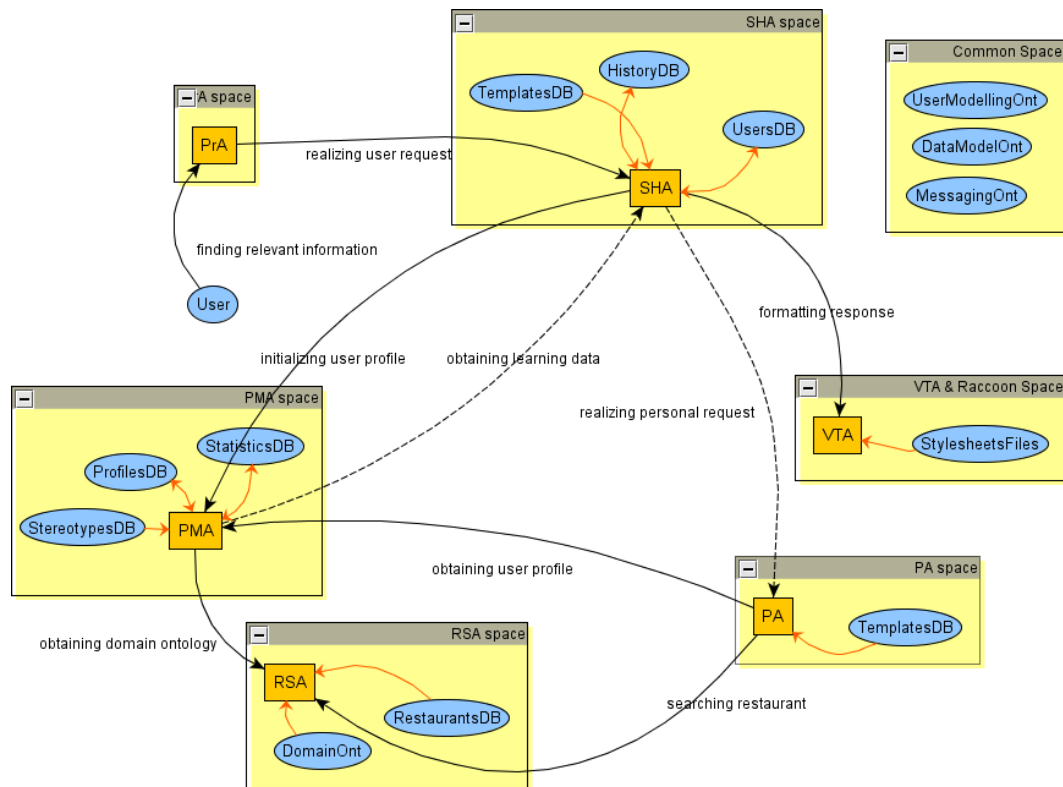 SHA space
Common Space
HistoryDB
TemplatesDB
UserModellingOnt
A space
UsersDB
DataModelOnt
PrA
realizing user request
SHA
MessagingOnt
finding relevant information
User
formatting response
initializing user profile
obtaining learning data
PMA space
VTA & Raccoon Space
realizing personal request
VTA
StylesheetsFiles
StatisticsDB
ProfilesDB
StereotypesDB
PMA
obtaining user profile
PA space
PA
TemplatesDB
obtaining domain ontology
RSA space
RSA
searching restaurant
RestaurantsDB
DomainOnt